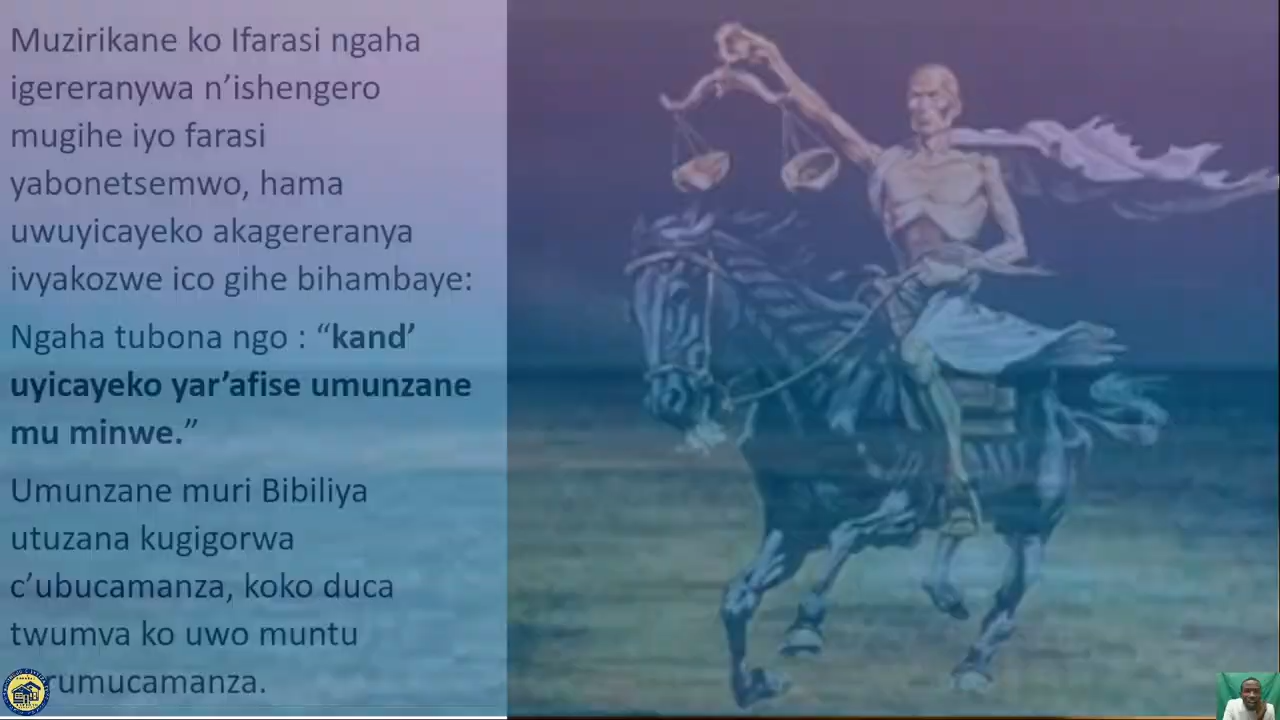 Muzirikane ko Ifarasi ngaha
igereranywa n’ishengero
mugihe iyo farasi
yabonetsemwo, hama
uwuyicayeko akagereranya
ivyakozwe ico gihe bihambaye:
Ngaha tubona ngo : “kand’
uyicayeko yar’afise umunzane
mu minwe.”
Umunzane muri Bibiliya
utuzana kugigorwa
c’ubucamanza, koko duca
twumva ko uwo muntu
rumucamanza.